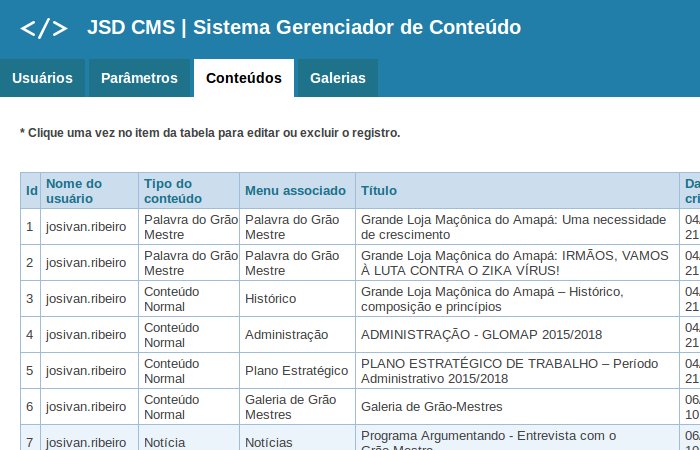 </> JSD CMS | Sistema Gerenciador de Conteúdo
Usuários Parâmetros Conteúdos Galerias
* Clique uma vez no item da tabela para editar ou excluir o registro.
Id Nome do usuário Tipo do conteúdo Menu associado Título
1 josivan.ribeiro Palavra do Grão Mestre Palavra do Grão Mestre Grande Loja Maçônica do Amapá: Uma necessidade de crescimento 04/ 21
2 josivan.ribeiro Palavra do Grão Mestre Palavra do Grão Mestre Grande Loja Maçônica do Amapá: IRMÃOS, VAMOS À LUTA CONTRA O ZIKA VÍRUS! 04/ 21
3 josivan.ribeiro Conteúdo Normal Histórico Grande Loja Maçônica do Amapá – Histórico, composição e princípios 04/ 21
4 josivan.ribeiro Conteúdo Normal Administração ADMINISTRAÇÃO - GLOMAP 2015/2018 04/ 21
5 josivan.ribeiro Conteúdo Normal Plano Estratégico PLANO ESTRATÉGICO DE TRABALHO – Período Administrativo 2015/2018 04/ 21
6 josivan.ribeiro Conteúdo Normal Galeria de Grão Mestres Galeria de Grão-Mestres 06/ 10
7 josivan.ribeiro Notícia Notícias Programa Argumentando - Entrevista com o Grão Mestre 06/